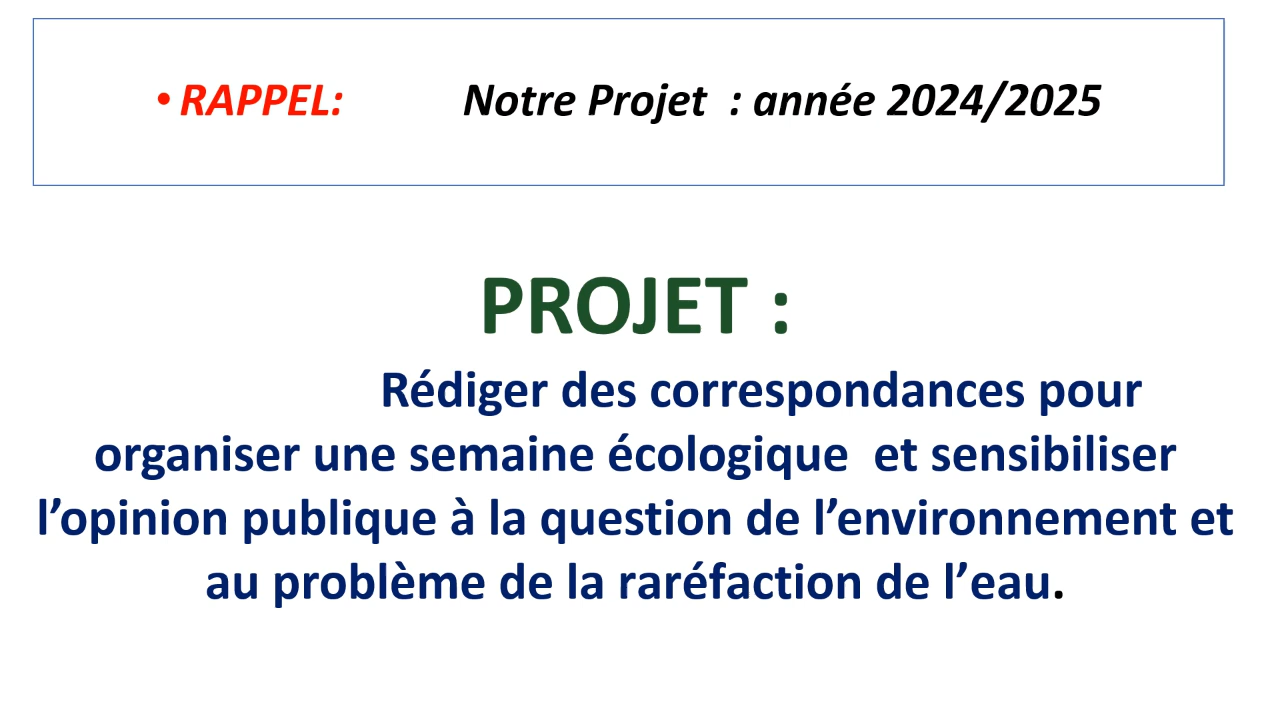 • RAPPEL: Notre Projet : année 2024/2025
PROJET :
Rédiger des correspondances pour
organiser une semaine écologique et sensibiliser
l’opinion publique à la question de l’environnement et
au problème de la raréfaction de l’eau.